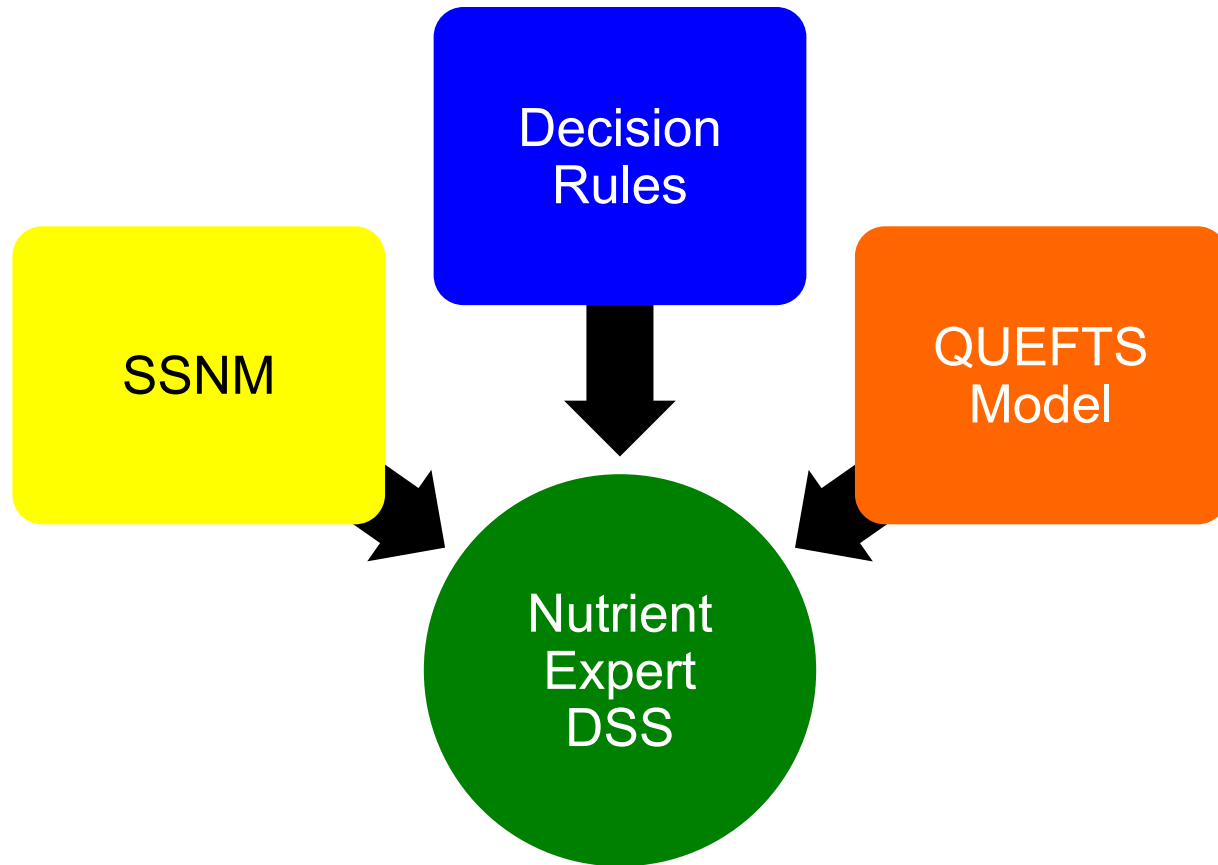 Decision
Rules
SSNM
QUEFTS
Model
Nutrient
Expert
DSS